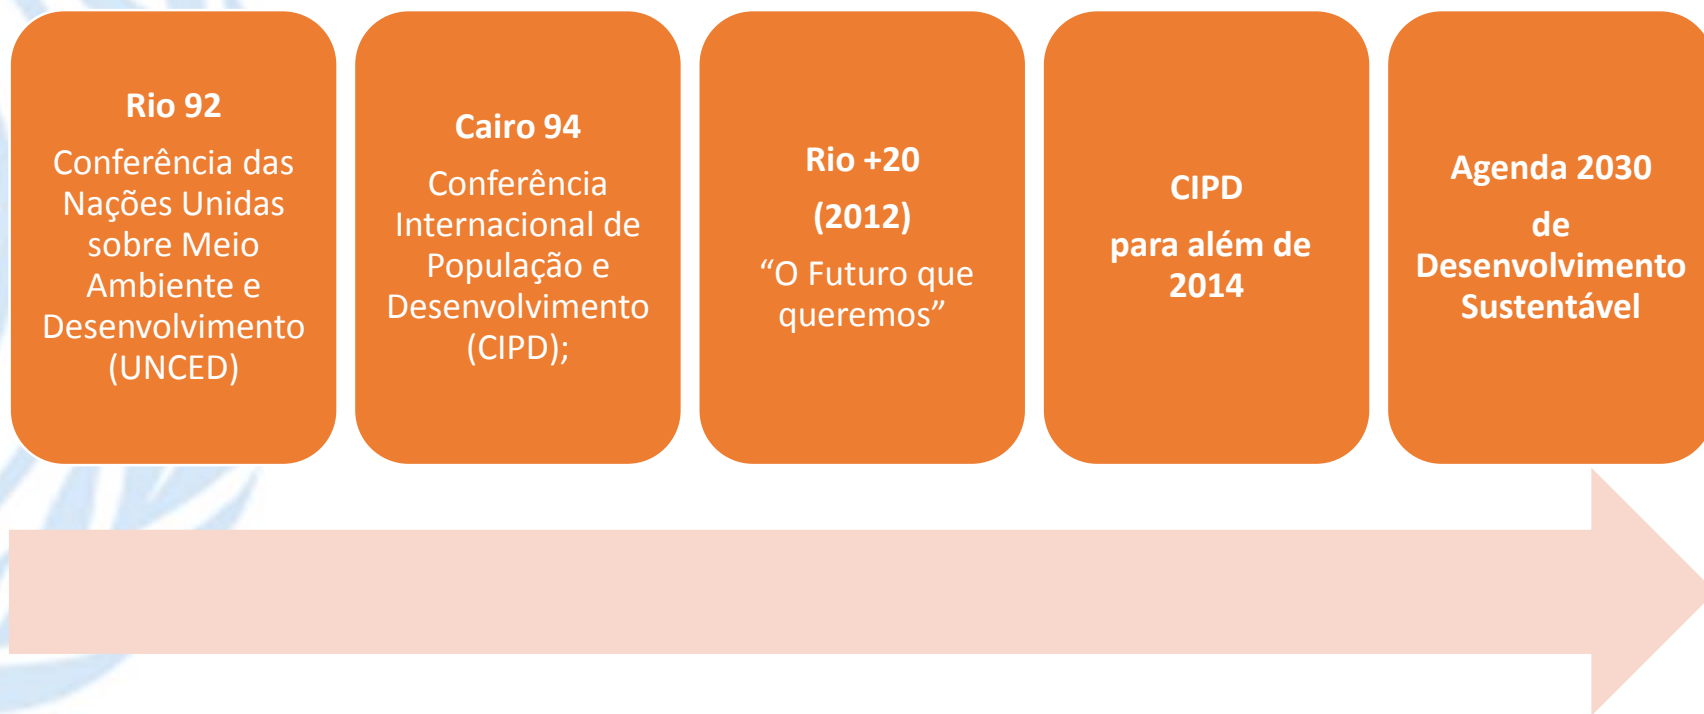 Rio 92
Conferência das
Nações Unidas
sobre Meio
Ambiente e
Desenvolvimento
(UNCED)
Cairo 94
Conferência
Internacional de
População e
Desenvolvimento
(CIPD);
Rio +20
(2012)
“O Futuro que
queremos”
CIPD
para além de
2014
Agenda 2030
de
Desenvolvimento
Sustentável